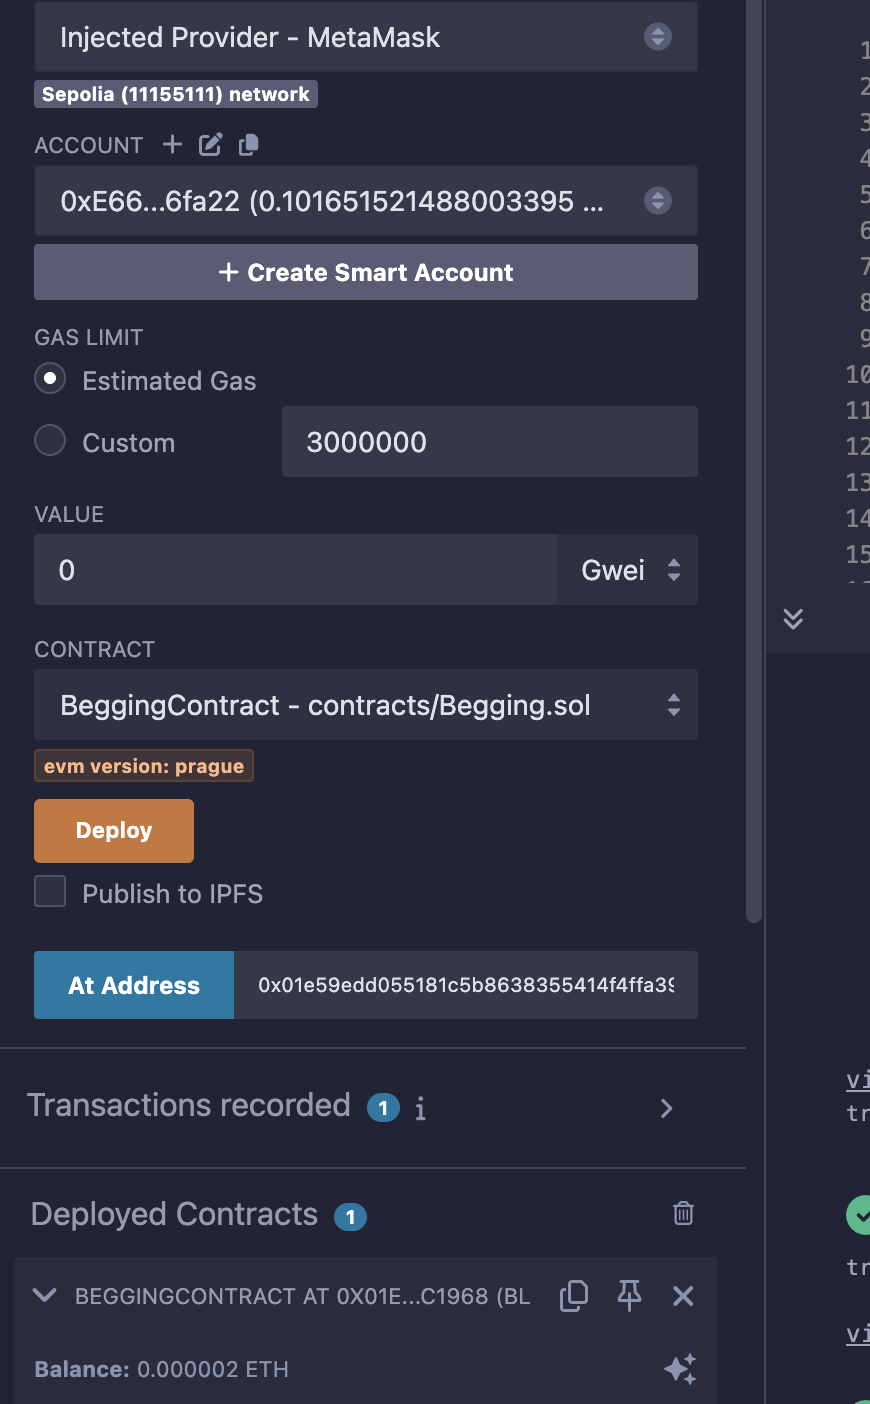 Injected Provider - MetaMask
Sepolia (11155111) network
ACCOUNT
0xE66...6fa22 (0.101651521488003395 ...
+ Create Smart Account
GAS LIMIT
Estimated Gas
Custom
3000000
VALUE
0
Gwei
CONTRACT
BeggingContract - contracts/Begging.sol
evm version: prague
Deploy
Publish to IPFS
At Address
0x01e59edd055181c5b8638355414f4ffa39
Transactions recorded 1 i
Deployed Contracts 1
BEGGINGCONTRACT AT 0X01E...C1968 (BL
Balance: 0.000002 ETH
1
2
3
4
5
6
7
8
9
10
11
12
13
14
15
vi
tr
tr
vi